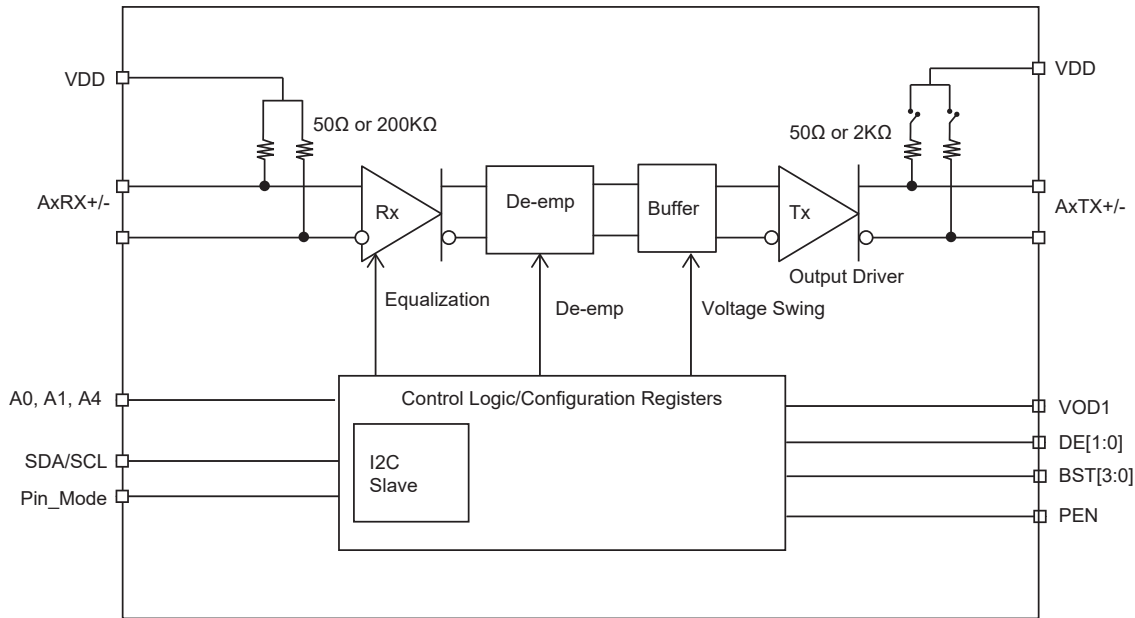 VDD
VDD
50Ω or 200KΩ
50Ω or 2KΩ
AxRX+/-
Rx
De-emp
Buffer
Tx
AxTX+/-
Output Driver
Equalization
De-emp
Voltage Swing
A0, A1, A4
Control Logic/Configuration Registers
VOD1
DE[1:0]
SDA/SCL
I2C
Slave
BST[3:0]
Pin_Mode
PEN